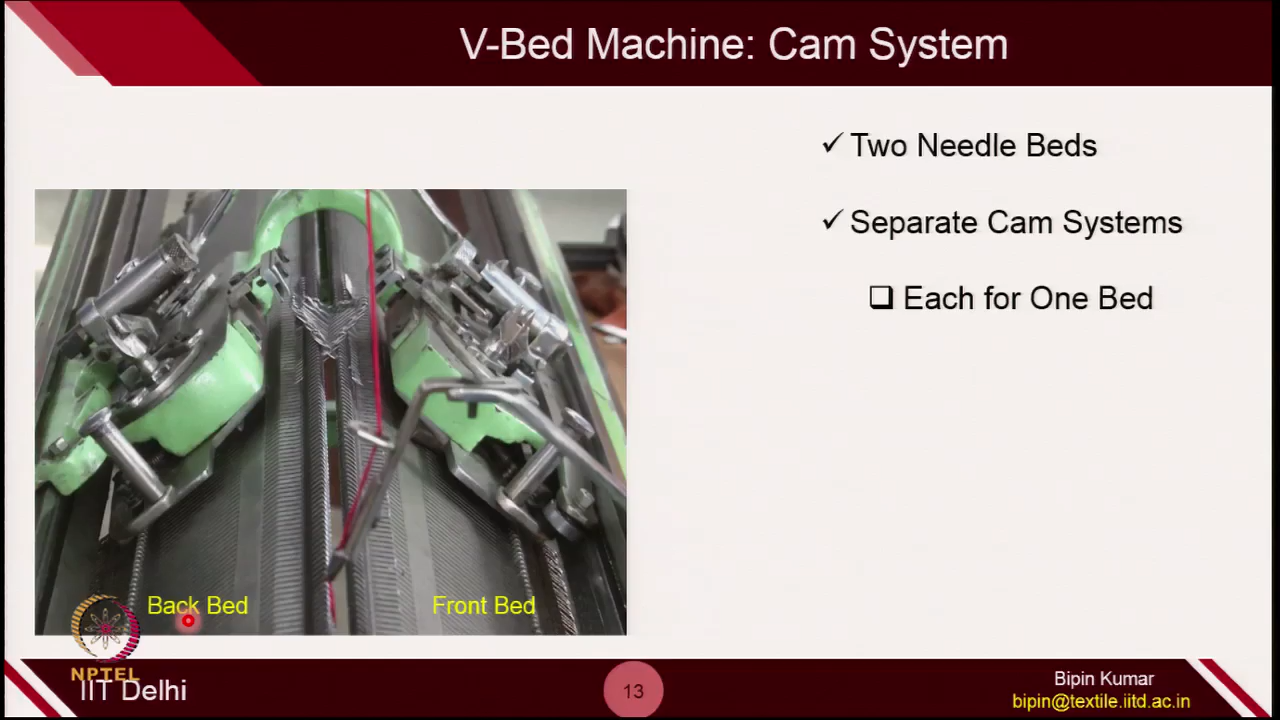 V-Bed Machine: Cam System
✓ Two Needle Beds
✓ Separate Cam Systems
❑ Each for One Bed
Back Bed
Front Bed
NPTEL
IIT Delhi
13
Bipin Kumar
bipin@textile.iitd.ac.in